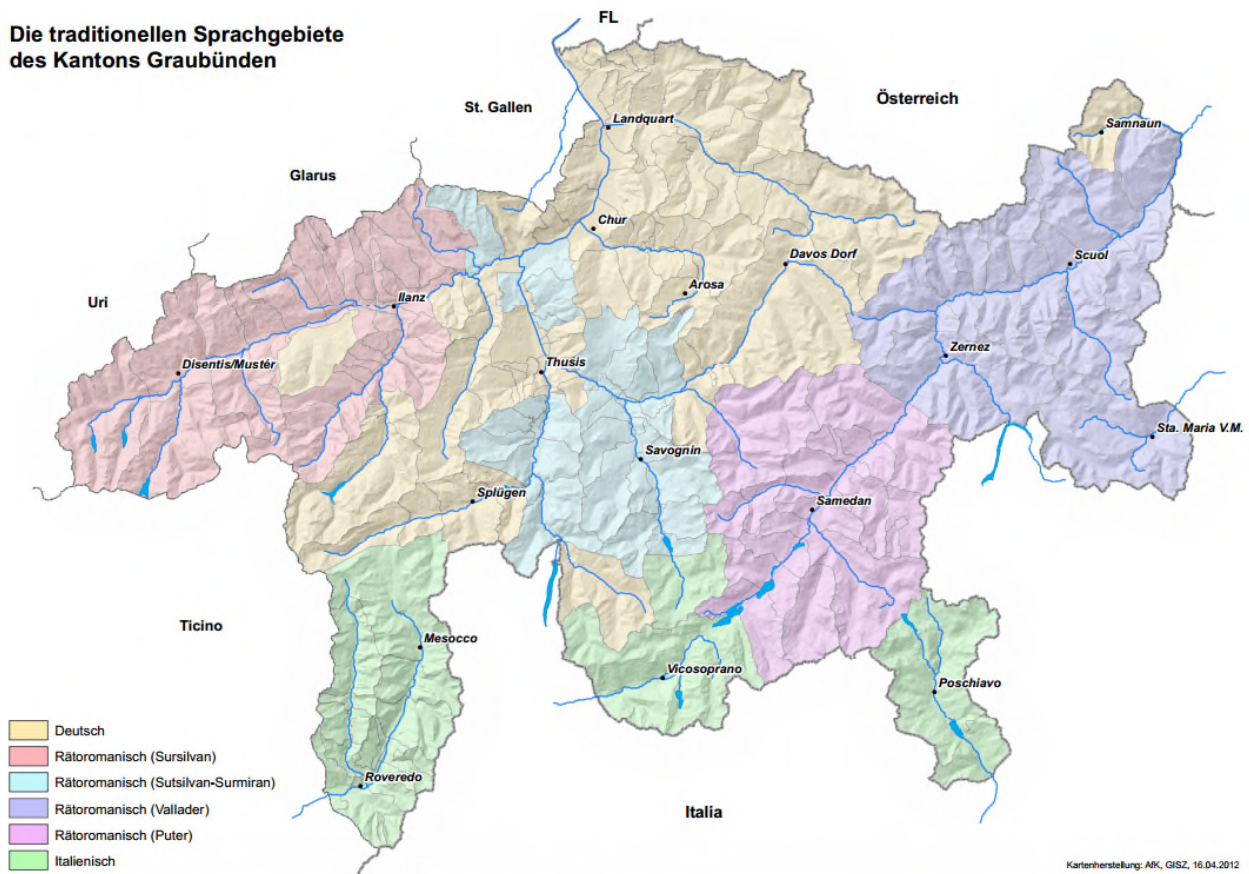 Die traditionellen Sprachgebiete
des Kantons Graubünden
FL
St. Gallen
Österreich
Glarus
Uri
Ticino
Italia
Landquart
Samnaun
Chur
Davos Dorf
Scuol
Arosa
Ilanz
Zernez
Disentis/Mustér
Thusis
Sta. Maria V.M.
Savognin
Splügen
Samedan
Mesocco
Vicosoprano
Poschiavo
Roveredo
Deutsch
Rätoromanisch (Sursilvan)
Rätoromanisch (Sutsilvan-Surmiran)
Rätoromanisch (Vallader)
Rätoromanisch (Puter)
Italienisch
Kartenherstellung: AfK, GISZ, 16.04.2012